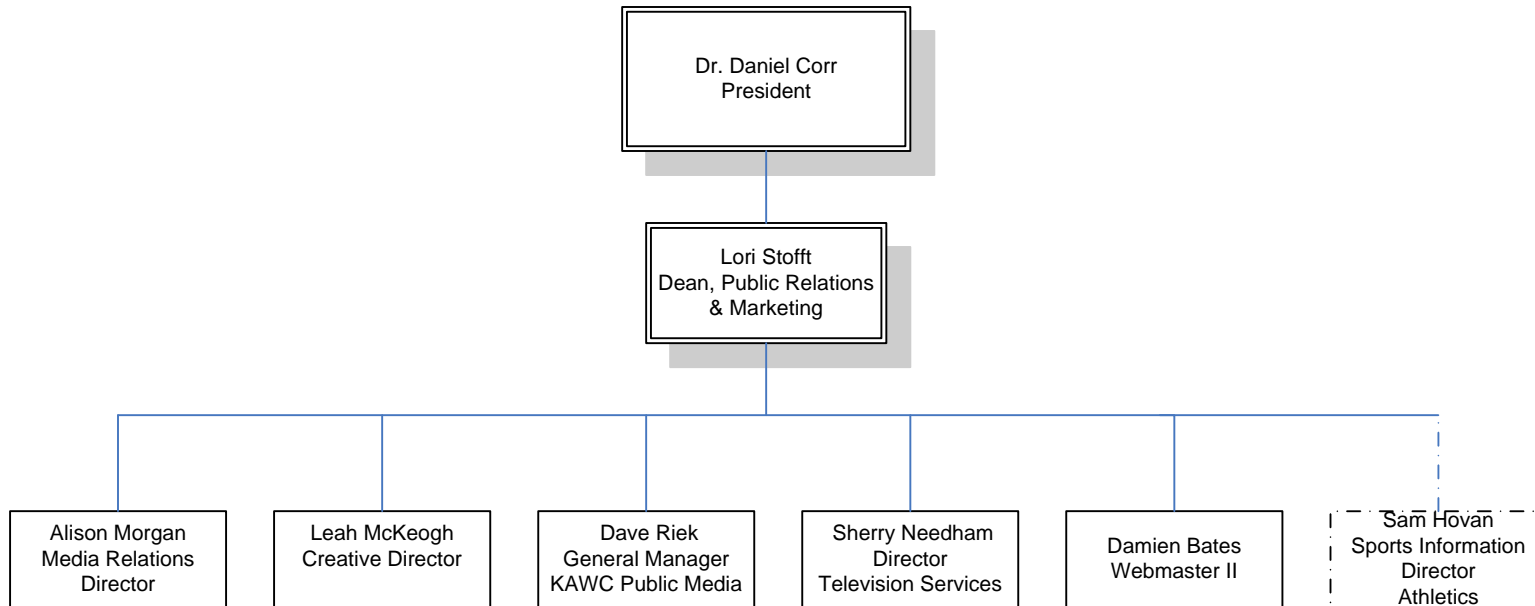 Dr. Daniel Corr
President
Lori Stofft
Dean, Public Relations
& Marketing
Alison Morgan
Media Relations
Director
Leah McKeogh
Creative Director
Dave Riek
General Manager
KAWC Public Media
Sherry Needham
Director
Television Services
Damien Bates
Webmaster II
Sam Hovan
Sports Information
Director
Athletics